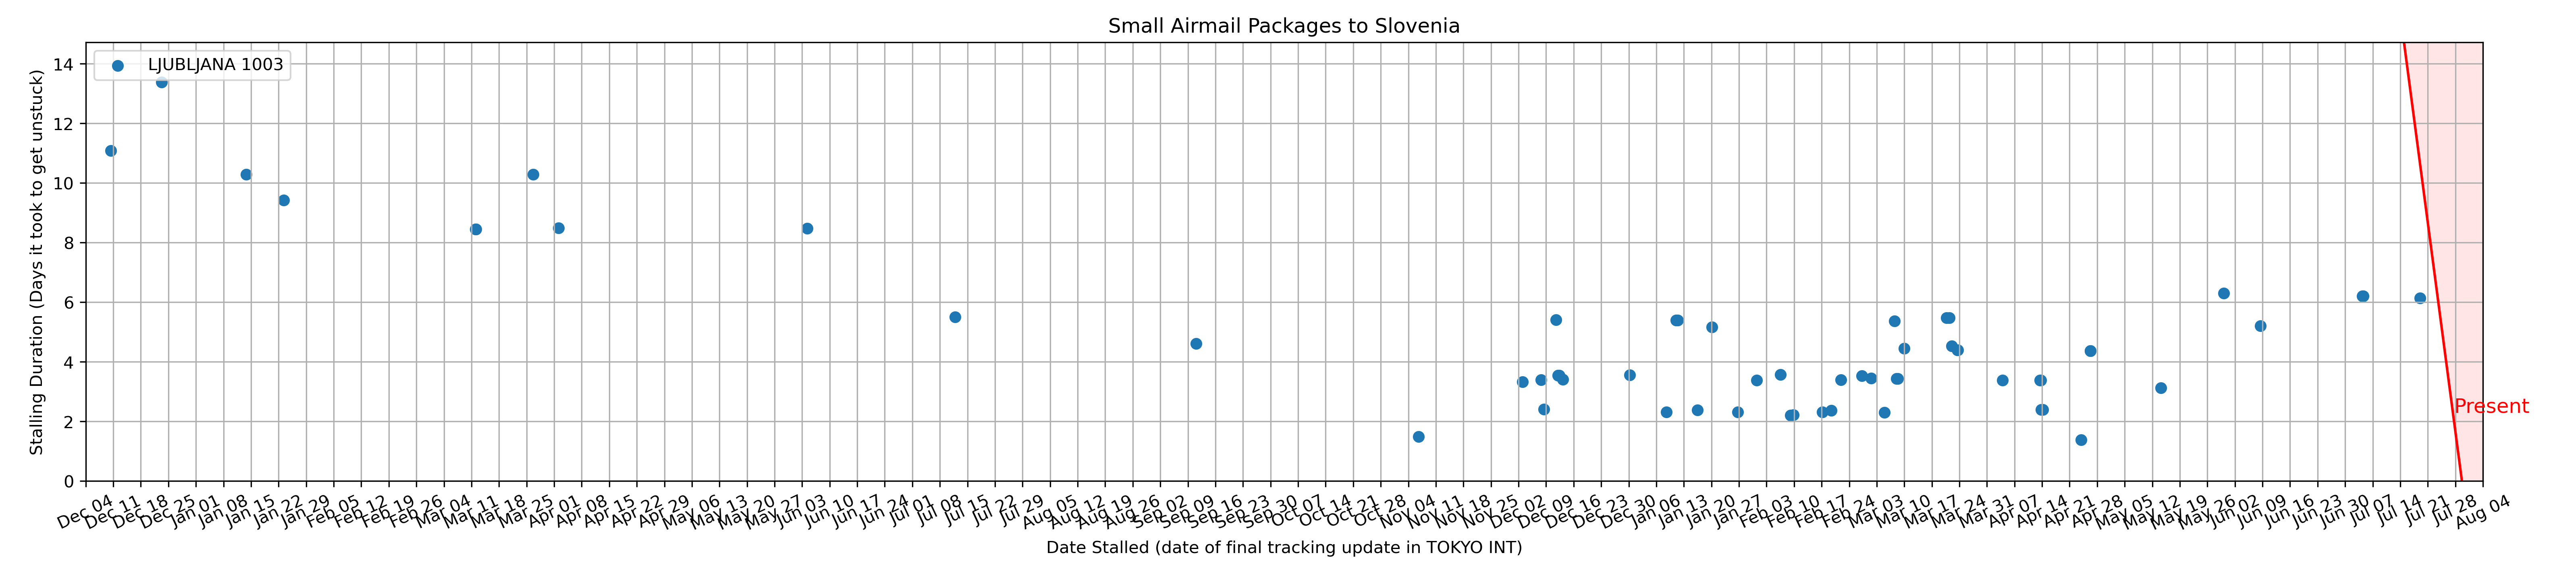 Small Airmail Packages to Slovenia
LJUBLJANA 1003
Stalling Duration (Days it took to get unstuck)
14
12
10
8
6
4
2
0
Present
Dec 04
Dec 11
Dec 18
Dec 25
Jan 01
Jan 08
Jan 15
Jan 22
Jan 29
Feb 05
Feb 12
Feb 19
Feb 26
Mar 04
Mar 11
Mar 18
Mar 25
Apr 01
Apr 08
Apr 15
Apr 22
Apr 29
May 06
May 13
May 20
May 27
Jun 03
Jun 10
Jun 17
Jun 24
Jul 01
Jul 08
Jul 15
Jul 22
Jul 29
Aug 05
Aug 12
Aug 19
Aug 26
Sep 02
Sep 09
Sep 16
Sep 23
Sep 30
Oct 07
Oct 14
Oct 21
Oct 28
Nov 04
Nov 11
Nov 18
Nov 25
Dec 02
Dec 09
Dec 16
Dec 23
Dec 30
Jan 06
Jan 13
Jan 20
Jan 27
Feb 03
Feb 10
Feb 17
Feb 24
Mar 03
Mar 10
Mar 17
Mar 24
Mar 31
Apr 07
Apr 14
Apr 21
Apr 28
May 05
May 12
May 19
May 26
Jun 02
Jun 09
Jun 16
Jun 23
Jun 30
Jul 07
Jul 14
Jul 21
Jul 28
Aug 04
Date Stalled (date of final tracking update in TOKYO INT)